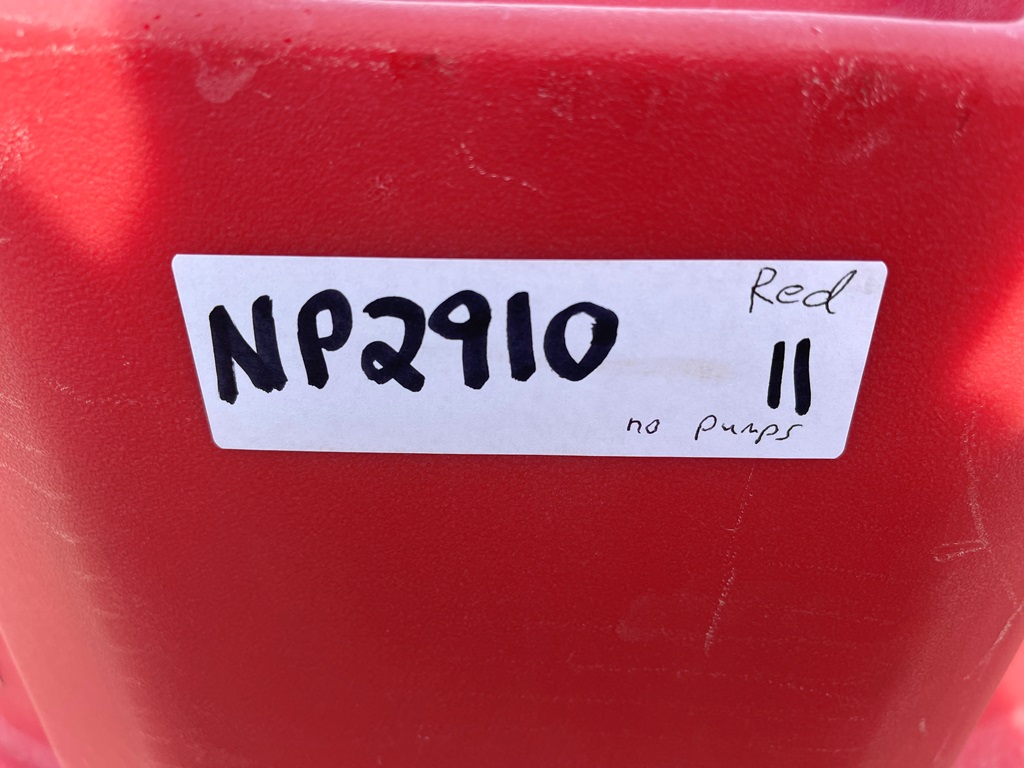 Red
NP2910 11
no pumps